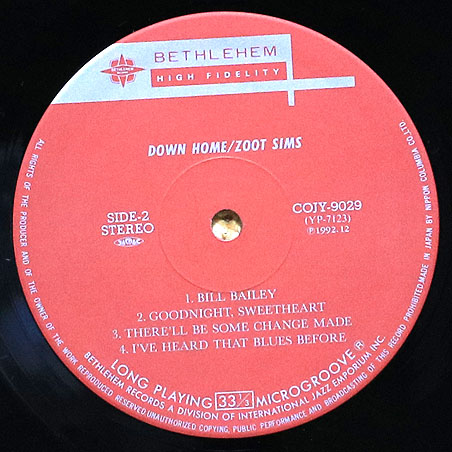 BETHLEHEM
BETHLEHEM
HIGH FIDELITY
DOWN HOME/ZOOT SIMS
SIDE-2
STEREO
COJY-9029
(YP-7123)
Ⓟ1992·12
1. BILL BAILEY
2. GOODNIGHT, SWEETHEART
3. THERE'LL BE SOME CHANGE MADE
4. I'VE HEARD THAT BLUES BEFORE
LONG PLAYING 33 1/3 MICROGROOVE ®
BETHLEHEM RECORDS A DIVISION OF INTERNATIONAL JAZZ EMPORIUM INC.
ALL RIGHTS OF THE PRODUCER AND OF THE OWNER OF THE WORK REPRODUCED RESERVED. UNAUTHORIZED COPYING, PUBLIC PERFORMANCE AND BROADCASTING OF THIS RECORD PROHIBITED. MADE IN JAPAN BY NIPPON COLUMBIA CO., LTD.